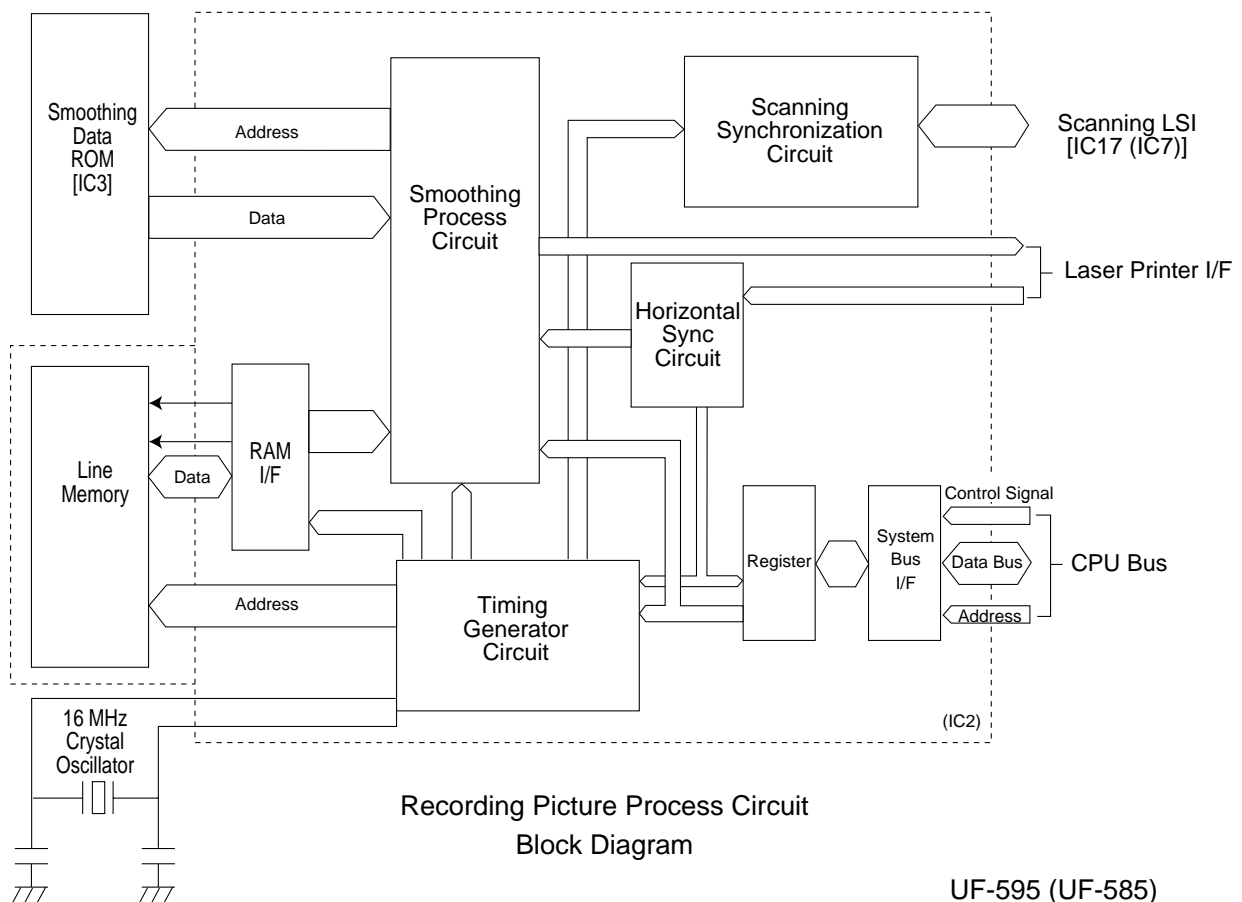 Smoothing
Data
ROM
[IC3]
Address
Data
Smoothing
Process
Circuit
Scanning
Synchronization
Circuit
Scanning LSI
[IC17 (IC7)]
Laser Printer I/F
Horizontal
Sync
Circuit
Line
Memory
Data
RAM
I/F
Address
Timing
Generator
Circuit
Register
System
Bus
I/F
Control Signal
Data Bus
Address
CPU Bus
(IC2)
16 MHz
Crystal
Oscillator
Recording Picture Process Circuit
Block Diagram
UF-595 (UF-585)